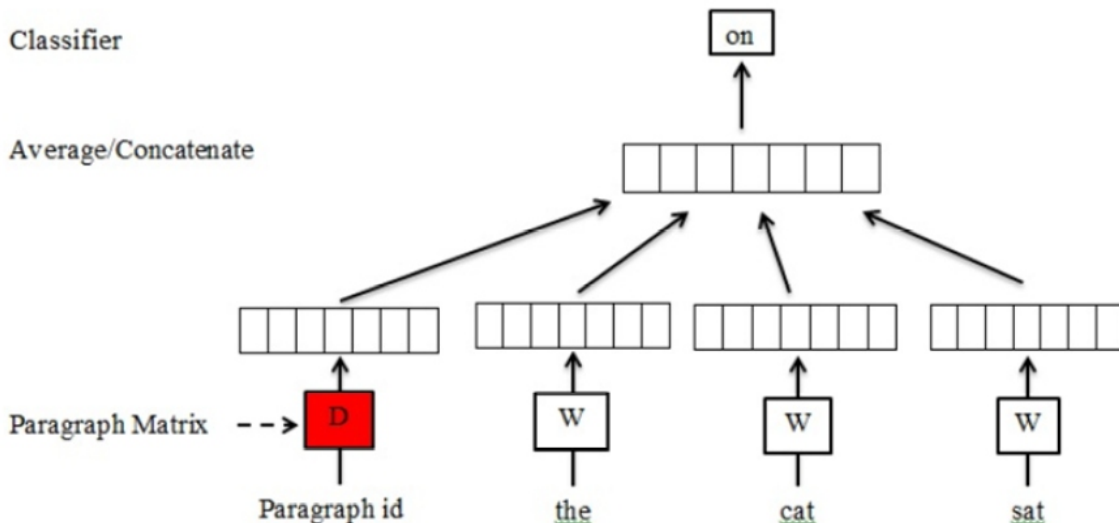 Classifier
on
Average/Concatenate
Paragraph Matrix
D
W
W
W
Paragraph id
the
cat
sat